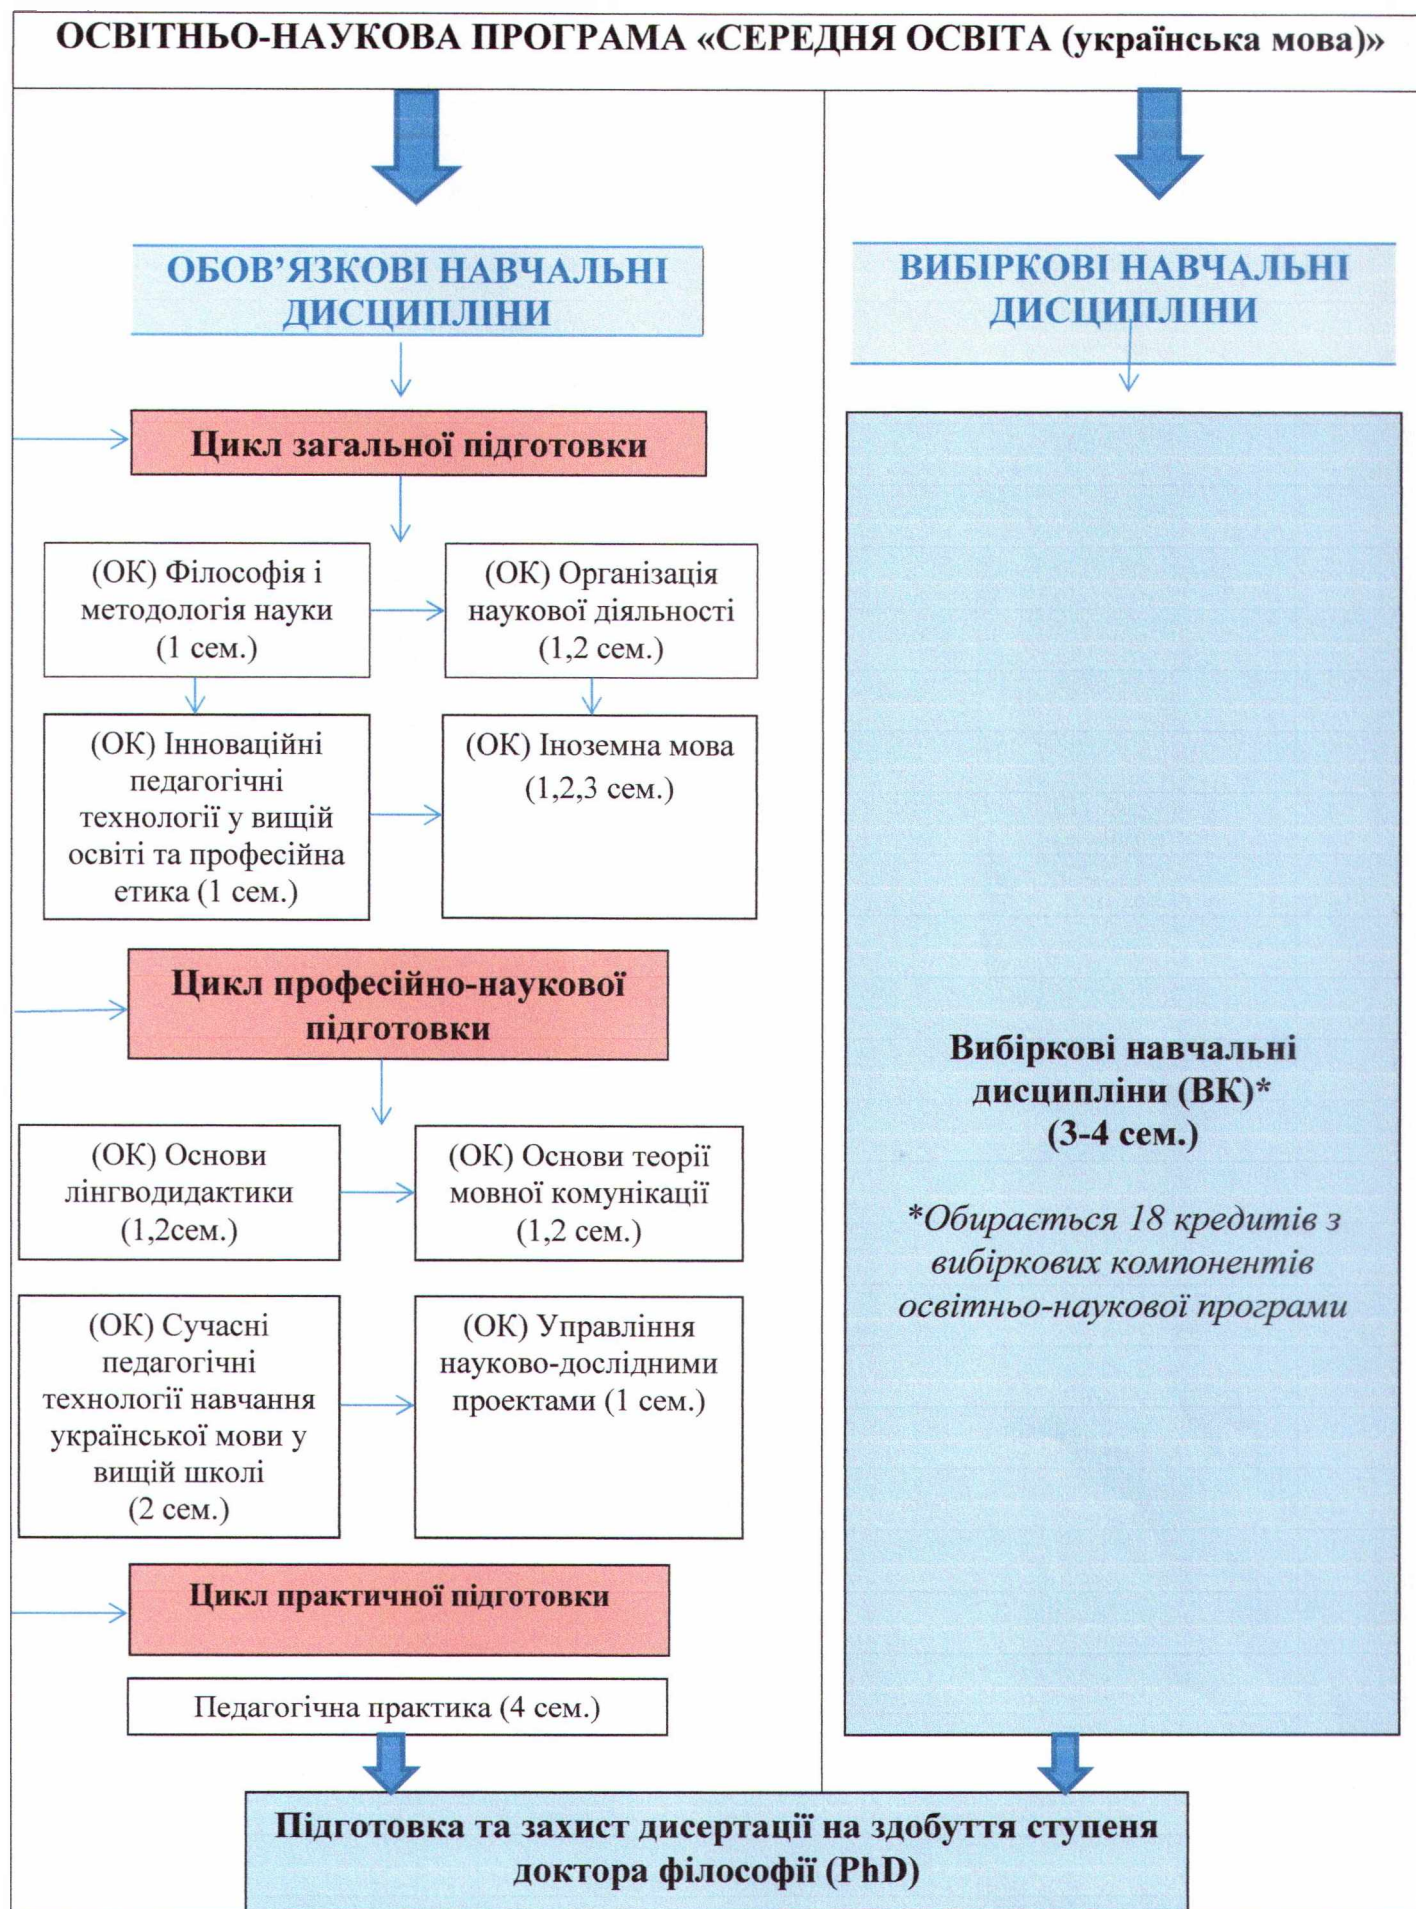 ОСВІТНЬО-НАУКОВА ПРОГРАМА «СЕРЕДНЯ ОСВІТА (українська мова)»
ОБОВ’ЯЗКОВІ НАВЧАЛЬНІ
ДИСЦИПЛІНИ
Цикл загальної підготовки
(ОК) Філософія і
методологія науки
(1 сем.)
(ОК) Організація
наукової діяльності
(1,2 сем.)
(ОК) Інноваційні
педагогічні
технології у вищій
освіті та професійна
етика (1 сем.)
(ОК) Іноземна мова
(1,2,3 сем.)
Цикл професійно-наукової
підготовки
(ОК) Основи
лінгводидактики
(1,2сем.)
(ОК) Основи теорії
мовної комунікації
(1,2 сем.)
(ОК) Сучасні
педагогічні
технології навчання
української мови у
вищій школі
(2 сем.)
(ОК) Управління
науково-дослідними
проектами (1 сем.)
Цикл практичної підготовки
Педагогічна практика (4 сем.)
ВИБІРКОВІ НАВЧАЛЬНІ
ДИСЦИПЛІНИ
Вибіркові навчальні
дисципліни (ВК)*
(3-4 сем.)
*Обирається 18 кредитів з
вибіркових компонентів
освітньо-наукової програми
Підготовка та захист дисертації на здобуття ступеня
доктора філософії (PhD)